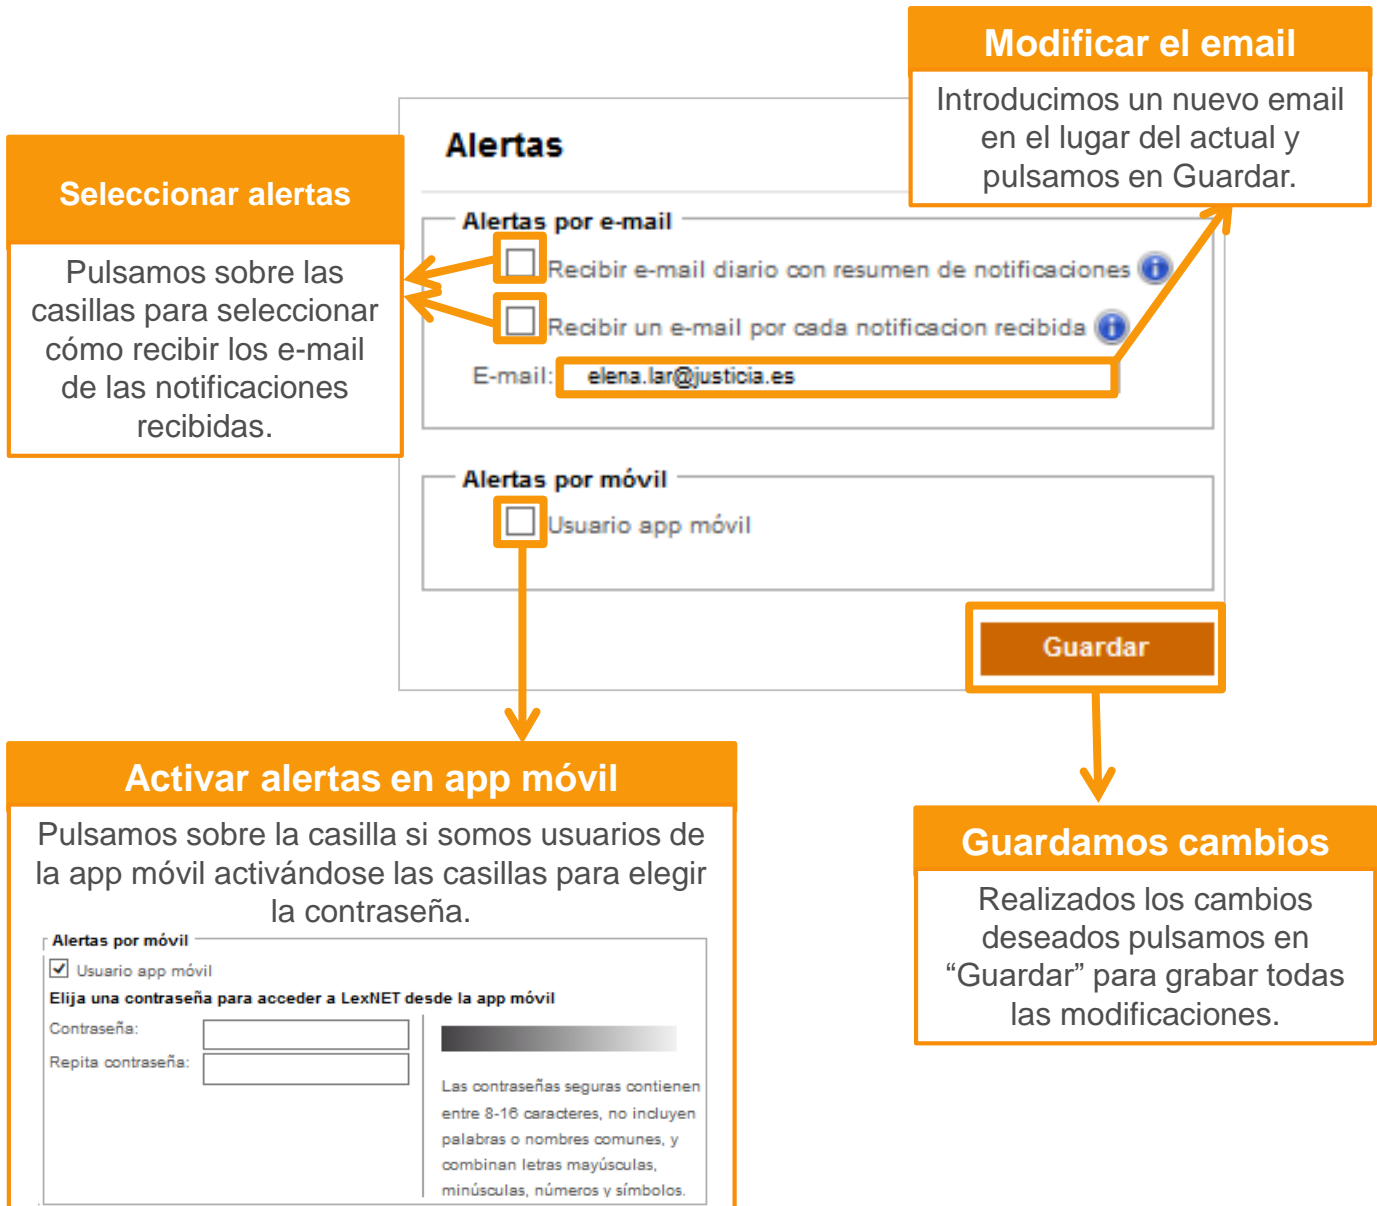 Modificar el email
Introducimos un nuevo email
en el lugar del actual y
pulsamos en Guardar.
Alertas
Seleccionar alertas
Pulsamos sobre las
casillas para seleccionar
cómo recibir los e-mail
de las notificaciones
recibidas.
Alertas por e-mail
Recibir e-mail diario con resumen de notificaciones
Recibir un e-mail por cada notificacion recibida
E-mail: elena.lar@justicia.es
Alertas por móvil
Usuario app móvil
Guardar
Activar alertas en app móvil
Pulsamos sobre la casilla si somos usuarios de
la app móvil activándose las casillas para elegir
la contraseña.
Alertas por móvil
Usuario app móvil
Elija una contraseña para acceder a LexNET desde la app móvil
Contraseña:
Repita contraseña:
Las contraseñas seguras contienen
entre 8-16 caracteres, no incluyen
palabras o nombres comunes, y
combinan letras mayúsculas,
minúsculas, números y símbolos.
Guardamos cambios
Realizados los cambios
deseados pulsamos en
“Guardar” para grabar todas
las modificaciones.